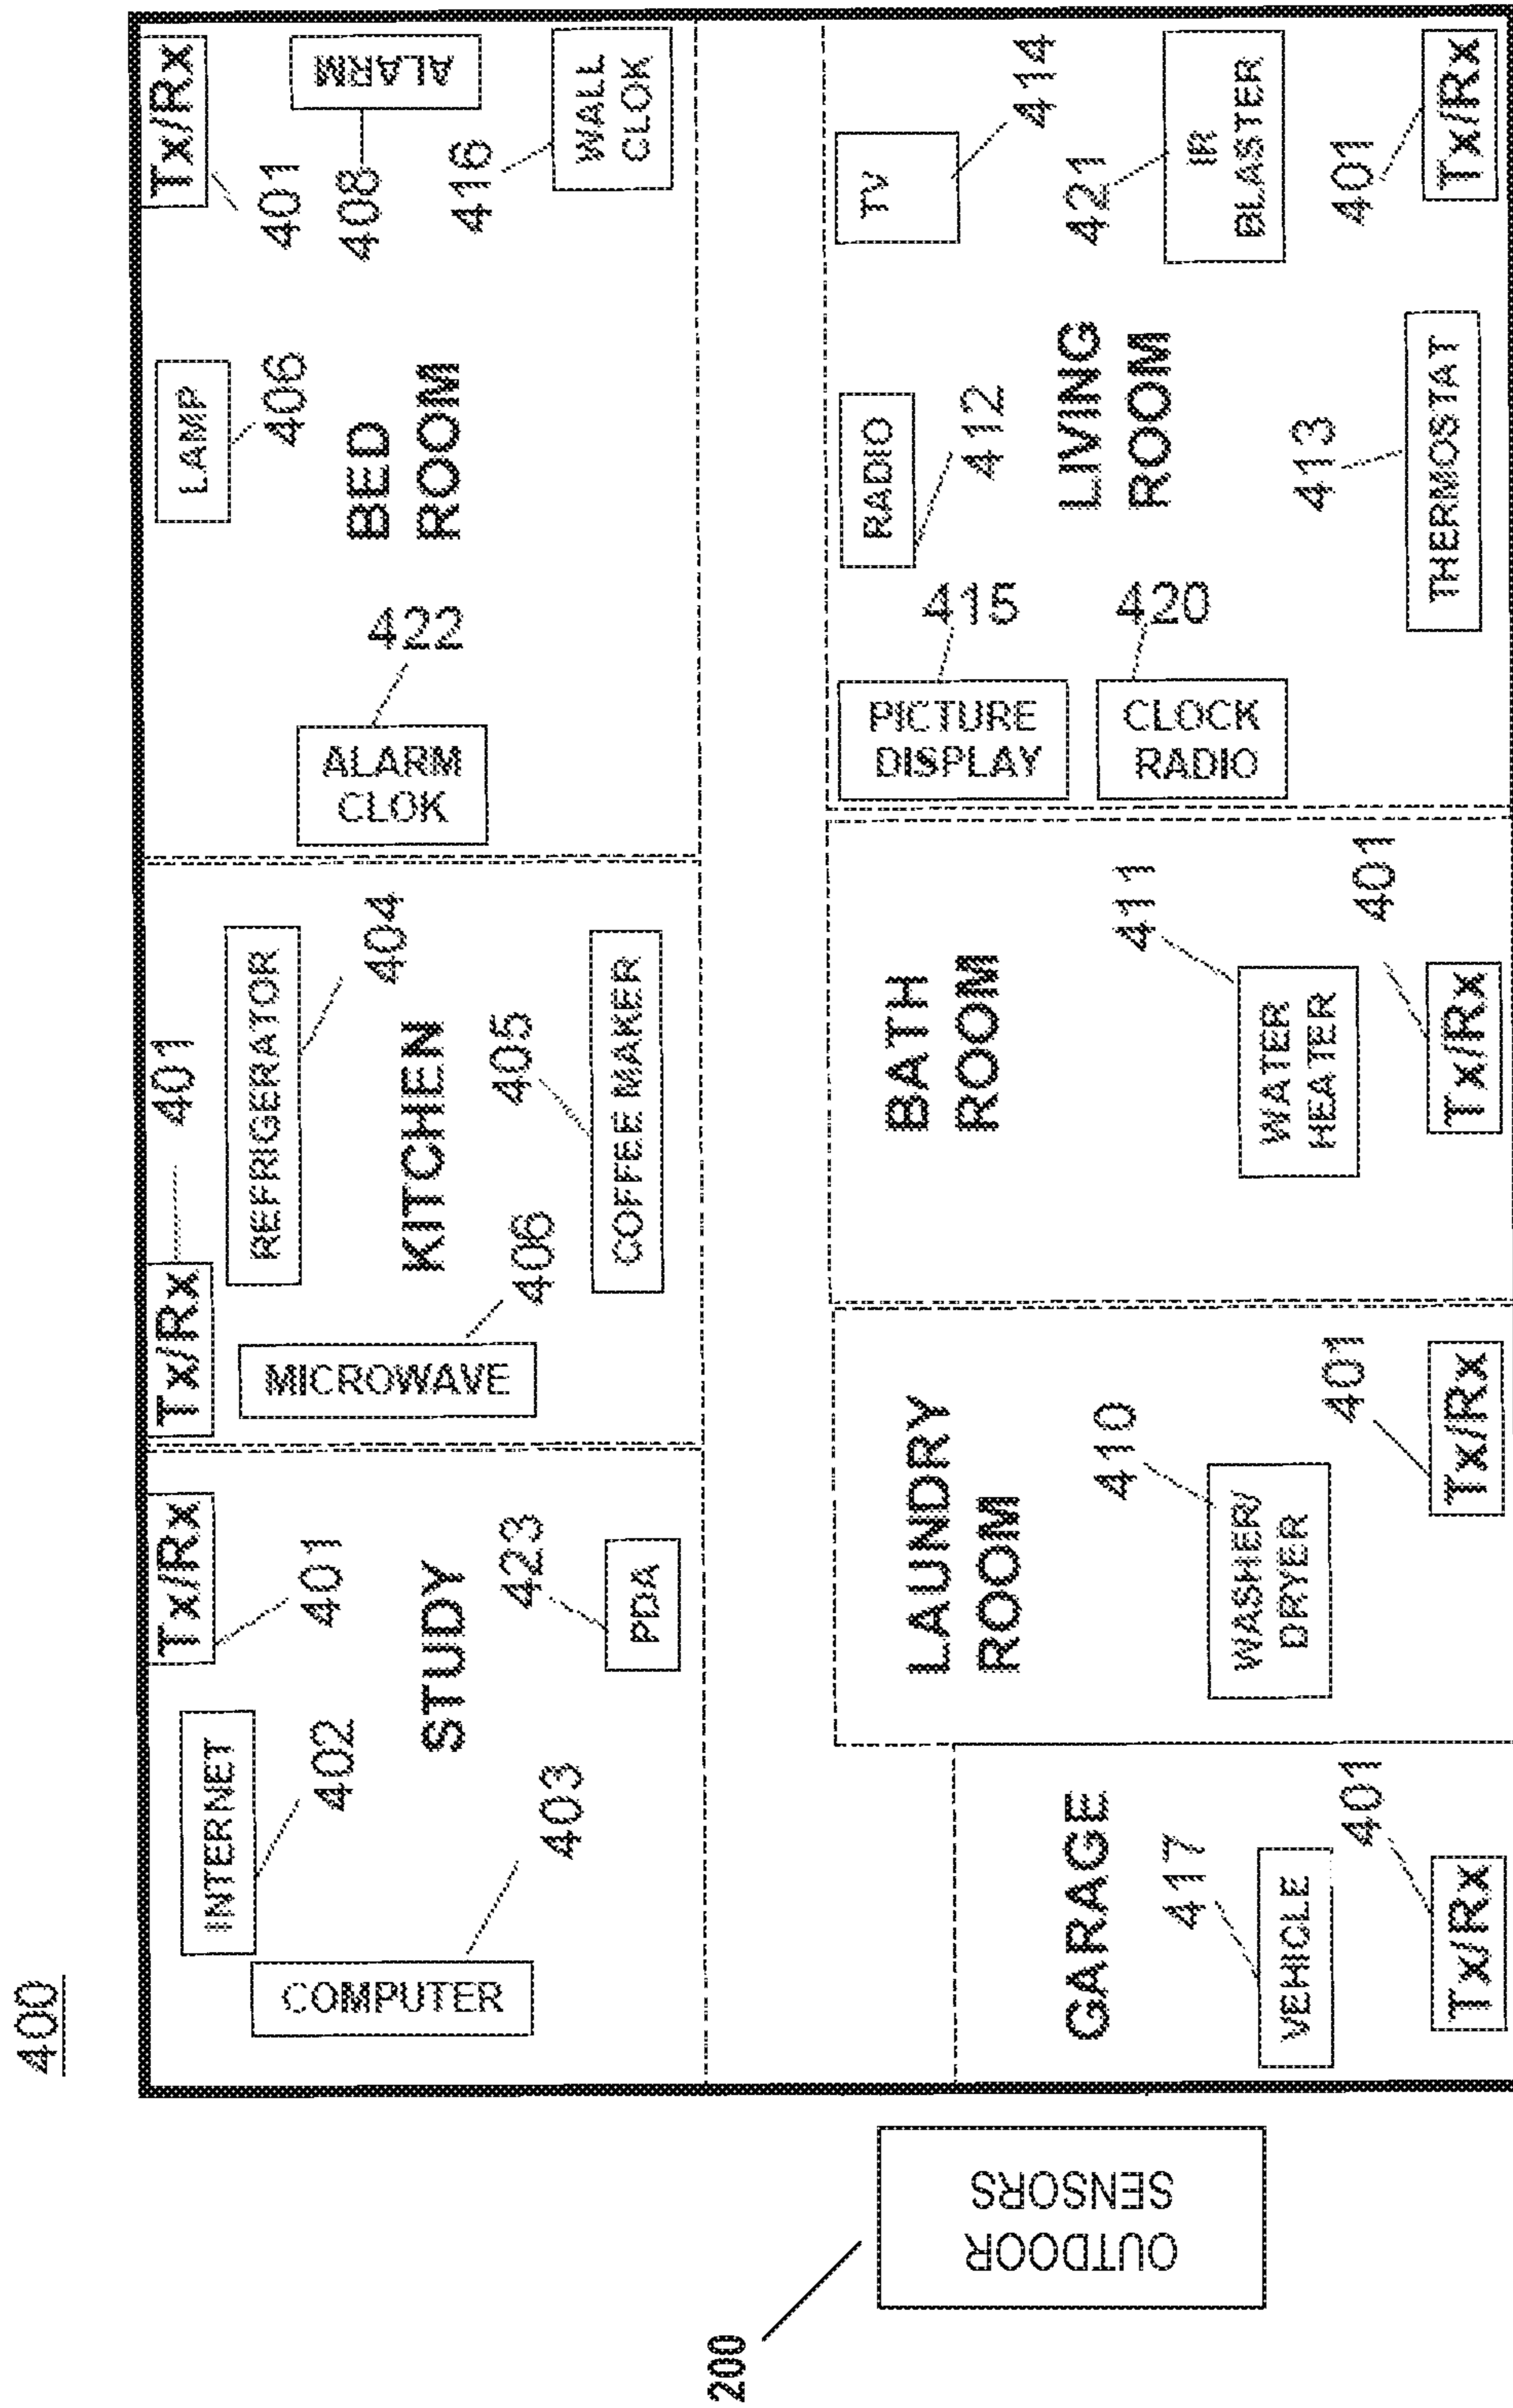 400
Tx/Rx
401
INTERNET
402
COMPUTER
403
STUDY
423
PDA
Tx/Rx
401
REFRIGERATOR
404
MICROWAVE
406
KITCHEN
405
COFFEE MAKER
LAMP
406
Tx/Rx
401
ALARM
408
416
WALL
CLOK
BED
ROOM
422
ALARM
CLOK
GARAGE
417
VEHICLE
401
Tx/Rx
LAUNDRY
ROOM
410
WASHER/
DRYER
401
Tx/Rx
BATH
ROOM
411
WATER
HEATER
401
Tx/Rx
RADIO
412
TV
414
415
PICTURE
DISPLAY
420
CLOCK
RADIO
LIVING
ROOM
421
IR
BLASTER
413
THERMOSTAT
401
Tx/Rx
200
OUTDOOR
SENSORS